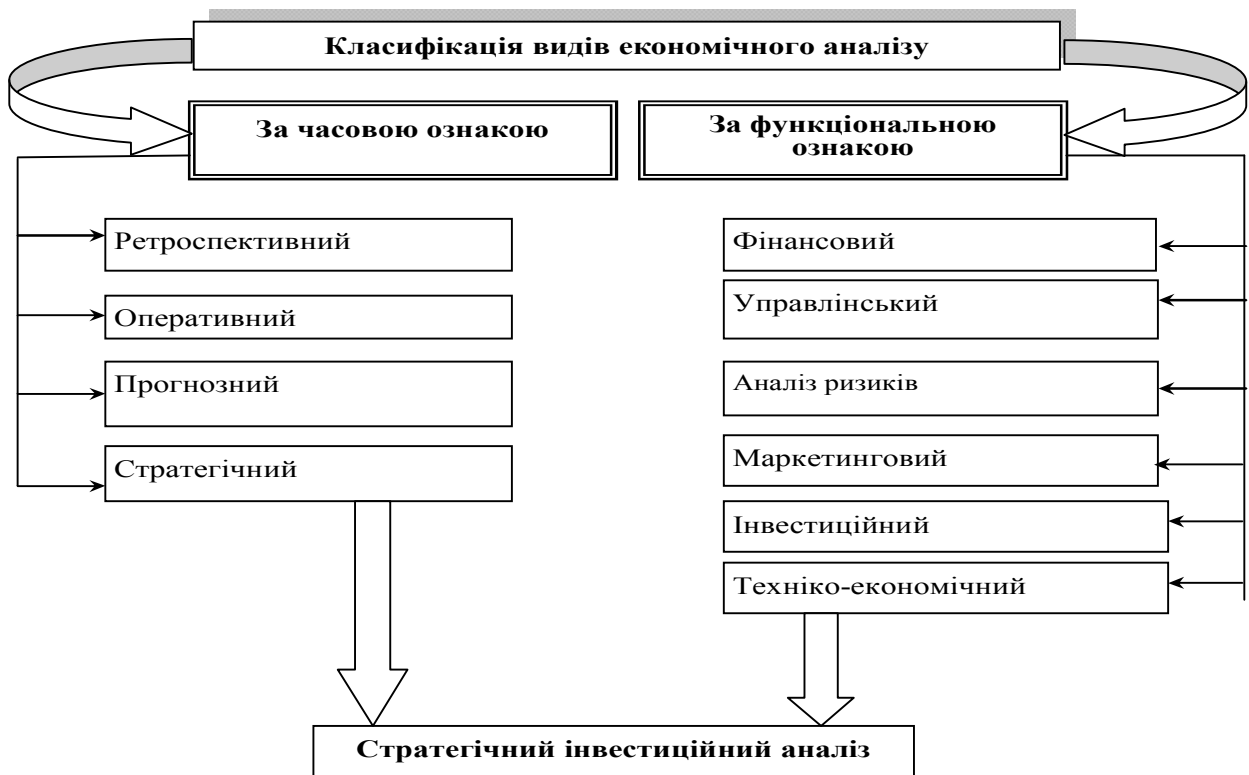 Класифікація видів економічного аналізу
За часовою ознакою
За функціональною
ознакою
Ретроспективний
Оперативний
Прогнозний
Стратегічний
Фінансовий
Управлінський
Аналіз ризиків
Маркетинговий
Інвестиційний
Техніко-економічний
Стратегічний інвестиційний аналіз